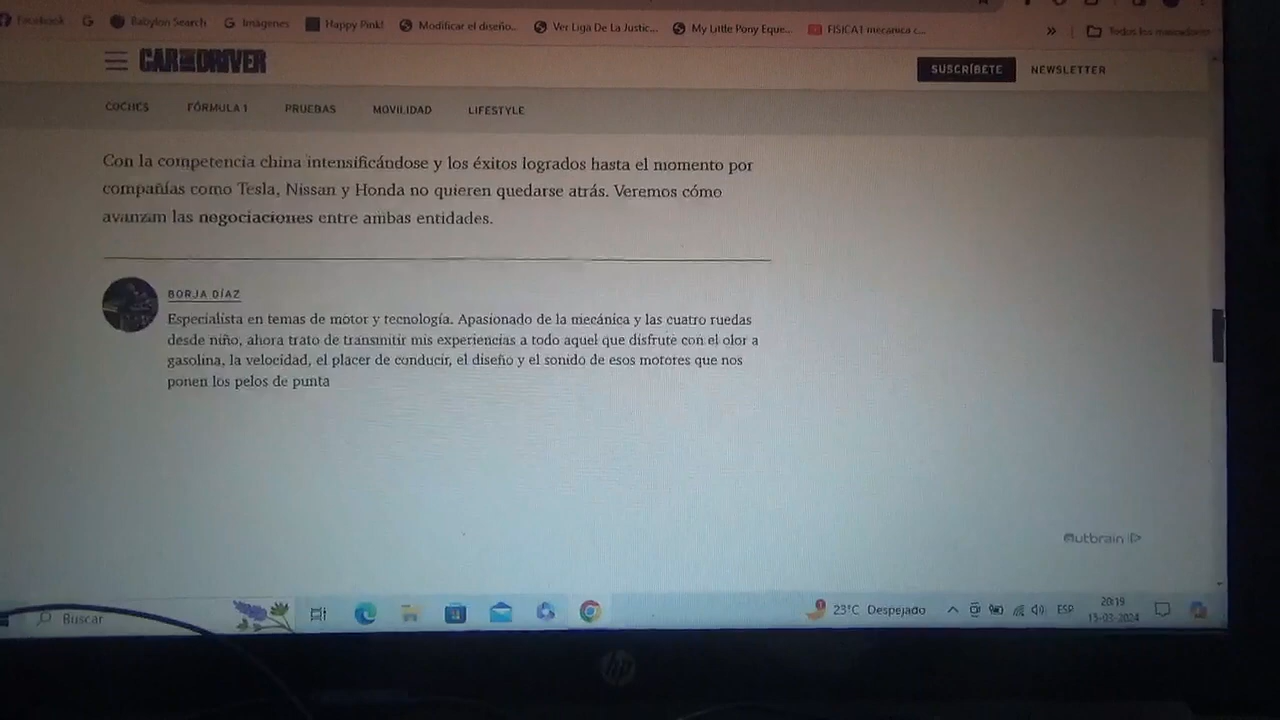 Facebook G Babylon Search G Imágenes Happy Pink! Modificar el diseño... Ver Liga De La Justic... My Little Pony Eque... FISICA1 mecanica c... » Todos los marcadores
CAR AND DRIVER SUSCRÍBETE NEWSLETTER
COCHES FÓRMULA 1 PRUEBAS MOVILIDAD LIFESTYLE
Con la competencia china intensificándose y los éxitos logrados hasta el momento por
compañías como Tesla, Nissan y Honda no quieren quedarse atrás. Veremos cómo
avanzan las negociaciones entre ambas entidades.
BORJA DÍAZ
Especialista en temas de motor y tecnología. Apasionado de la mecánica y las cuatro ruedas
desde niño, ahora trato de transmitir mis experiencias a todo aquel que disfrute con el olor a
gasolina, la velocidad, el placer de conducir, el diseño y el sonido de esos motores que nos
ponen los pelos de punta
Outbrain
Buscar 23°C Despejado ESP 20:19
15-03-2024
hp